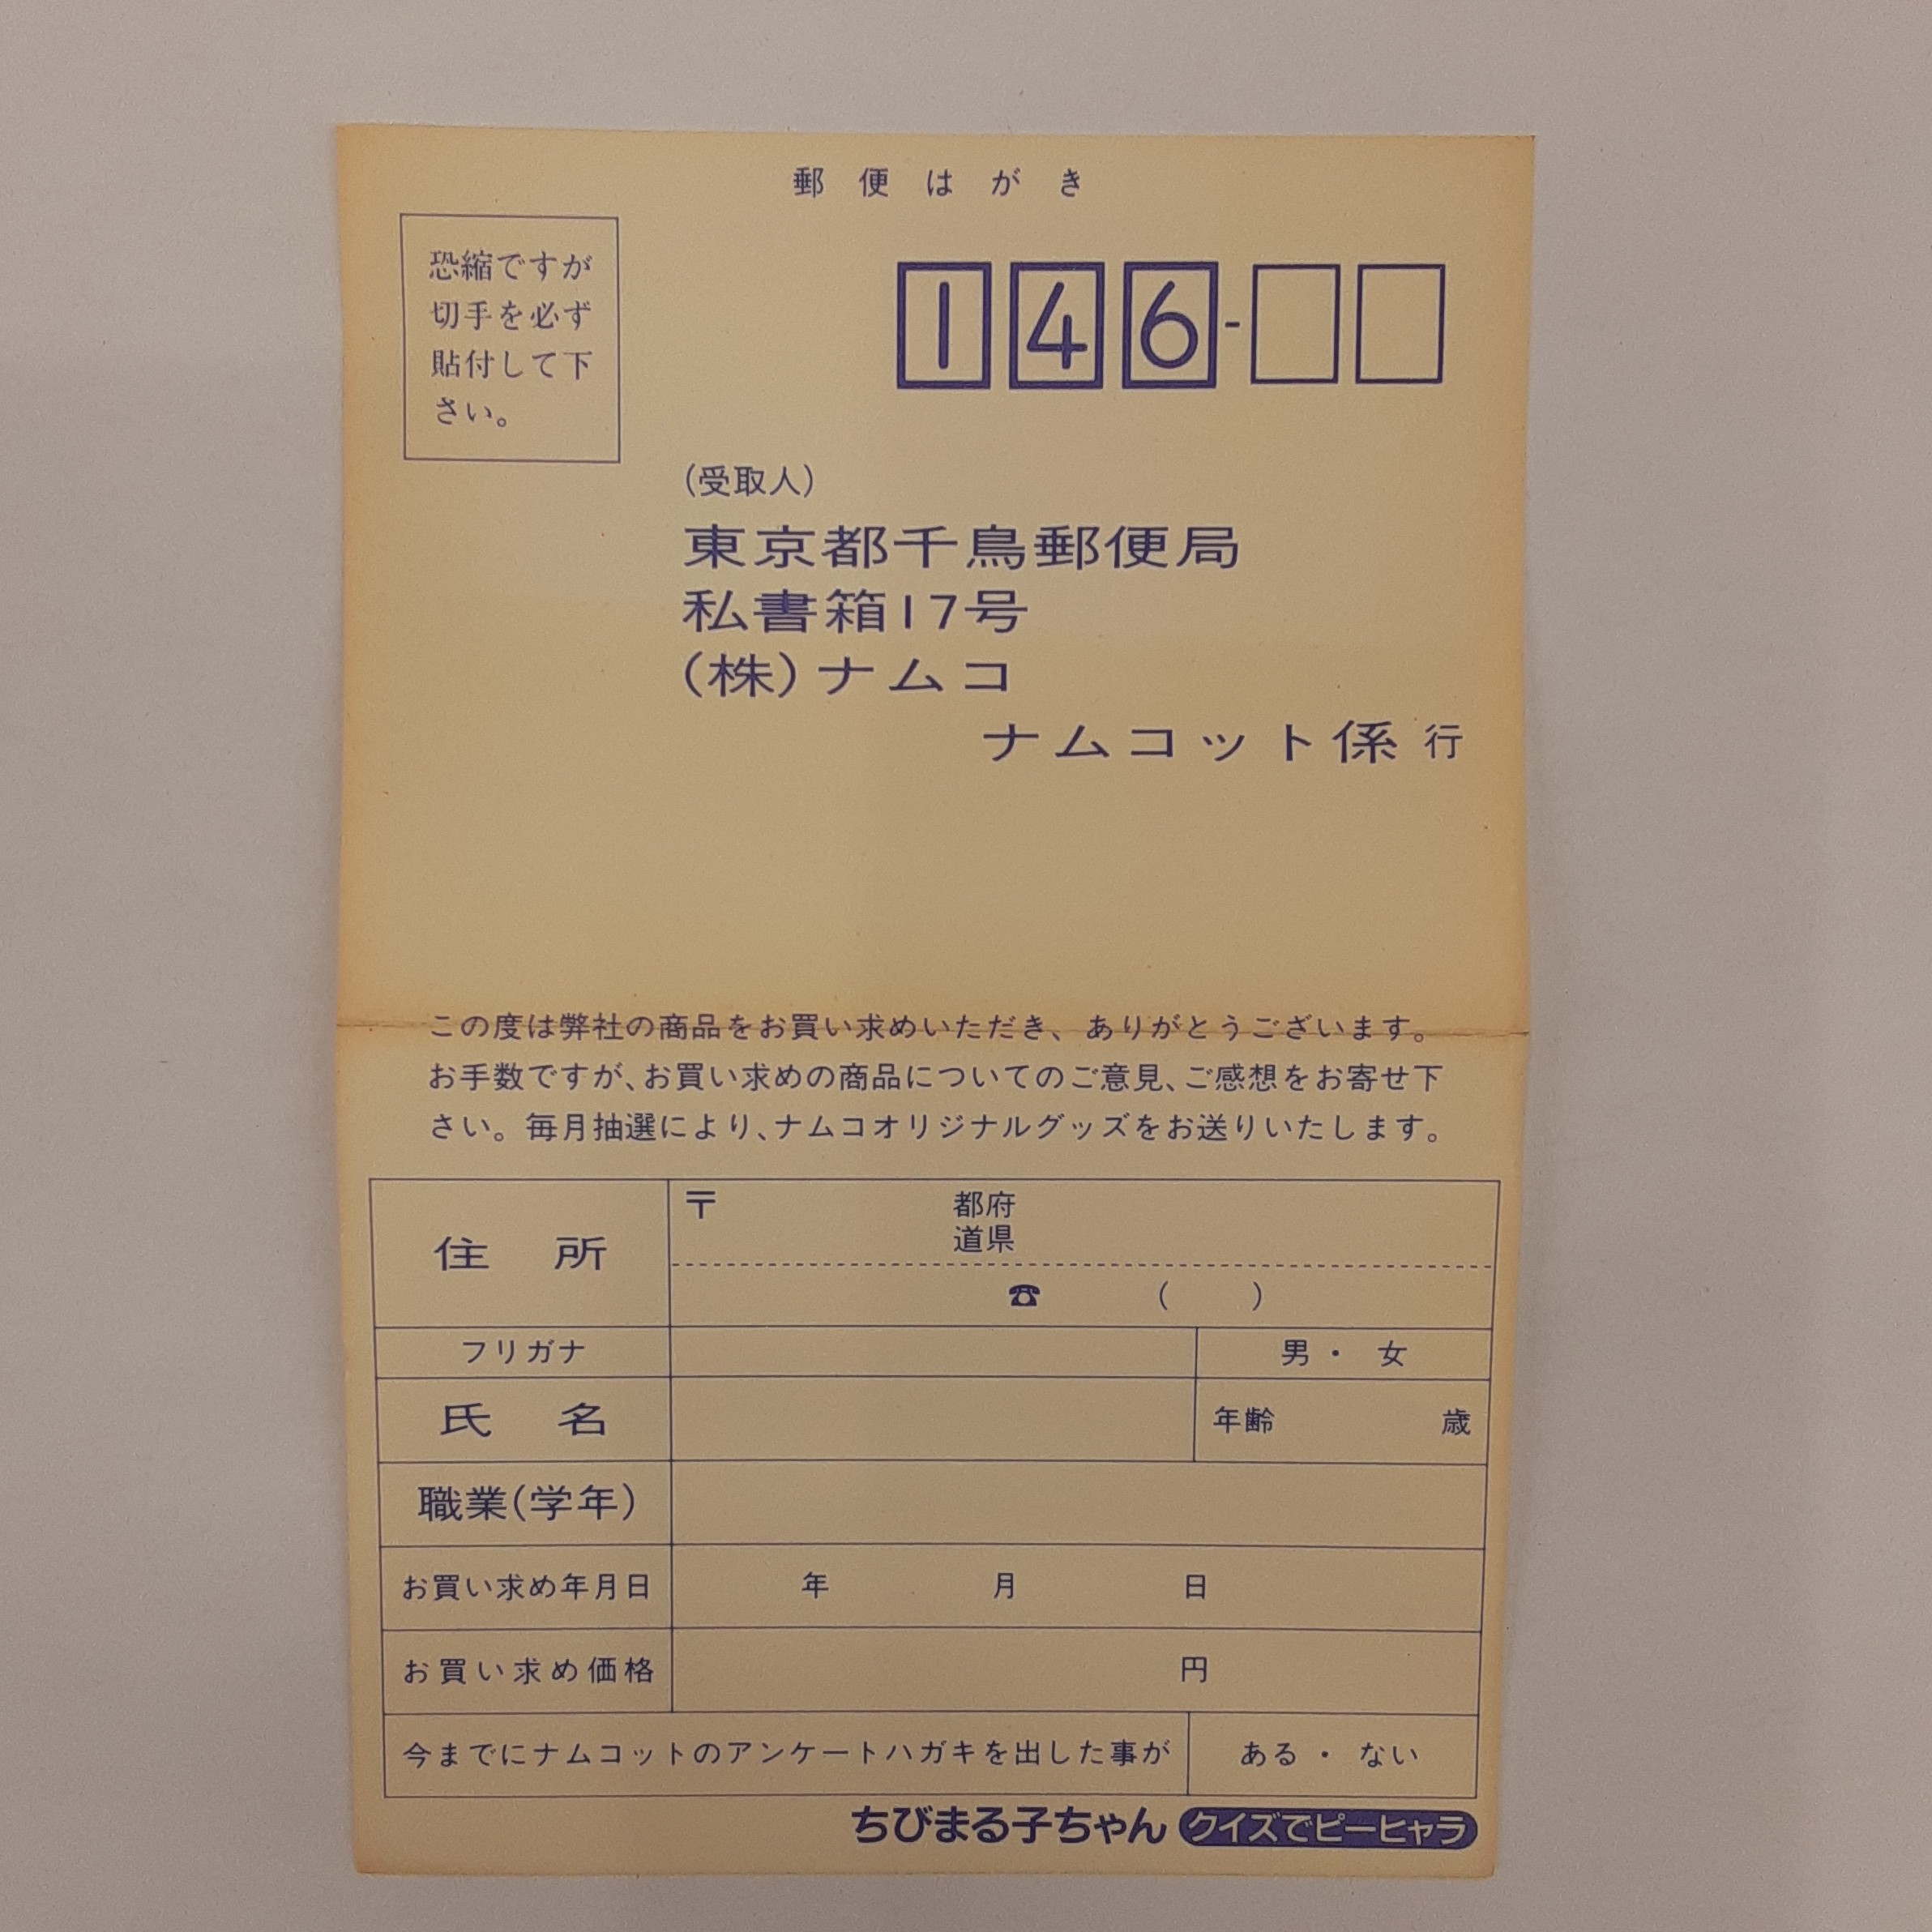 郵便はがき
恐縮ですが
切手を必ず
貼付して下
さい。
146-
(受取人)
東京都千鳥郵便局
私書箱17号
(株)ナムコ
ナムコット係 行
この度は弊社の商品をお買い求めいただき、ありがとうございます。
お手数ですが、お買い求めの商品についてのご意見、ご感想をお寄せ下
さい。毎月抽選により、ナムコオリジナルグッズをお送りいたします。
住所 〒 都府
道県
☎ ( )
フリガナ 男・女
氏名 年齢 歳
職業(学年)
お買い求め年月日 年 月 日
お買い求め価格 円
今までにナムコットのアンケートハガキを出した事が ある・ない
ちびまる子ちゃん クイズでピーヒャラ